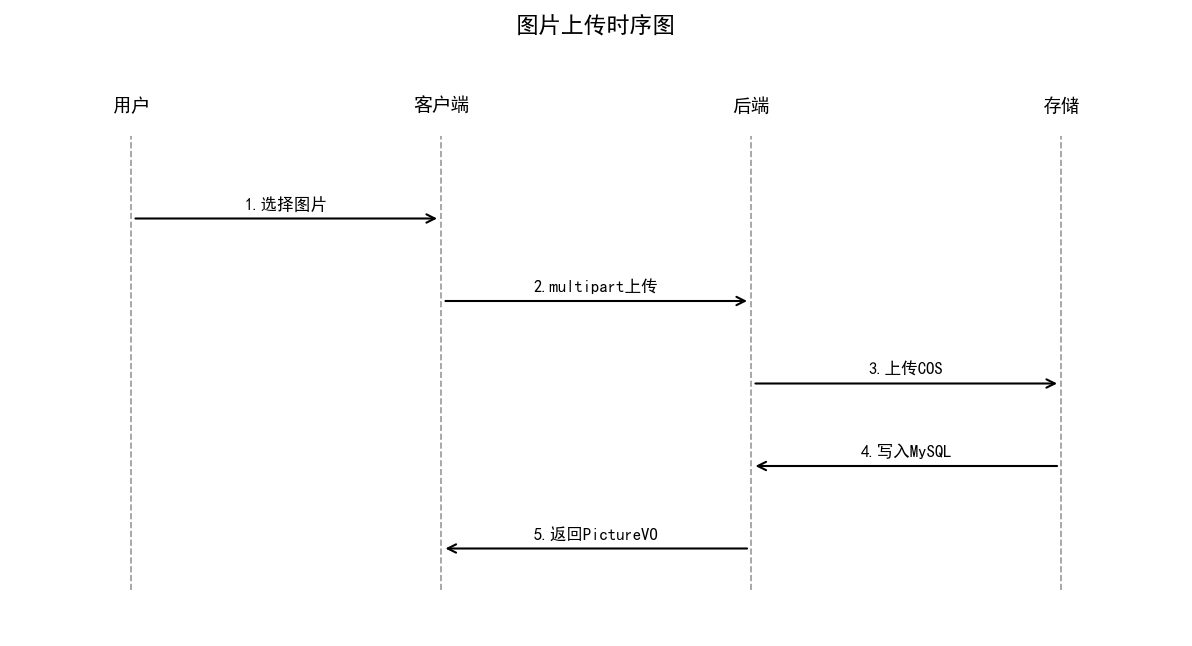 图片上传时序图
用户 客户端 后端 存储
1.选择图片
2.multipart上传
3.上传COS
4.写入MySQL
5.返回PictureVO